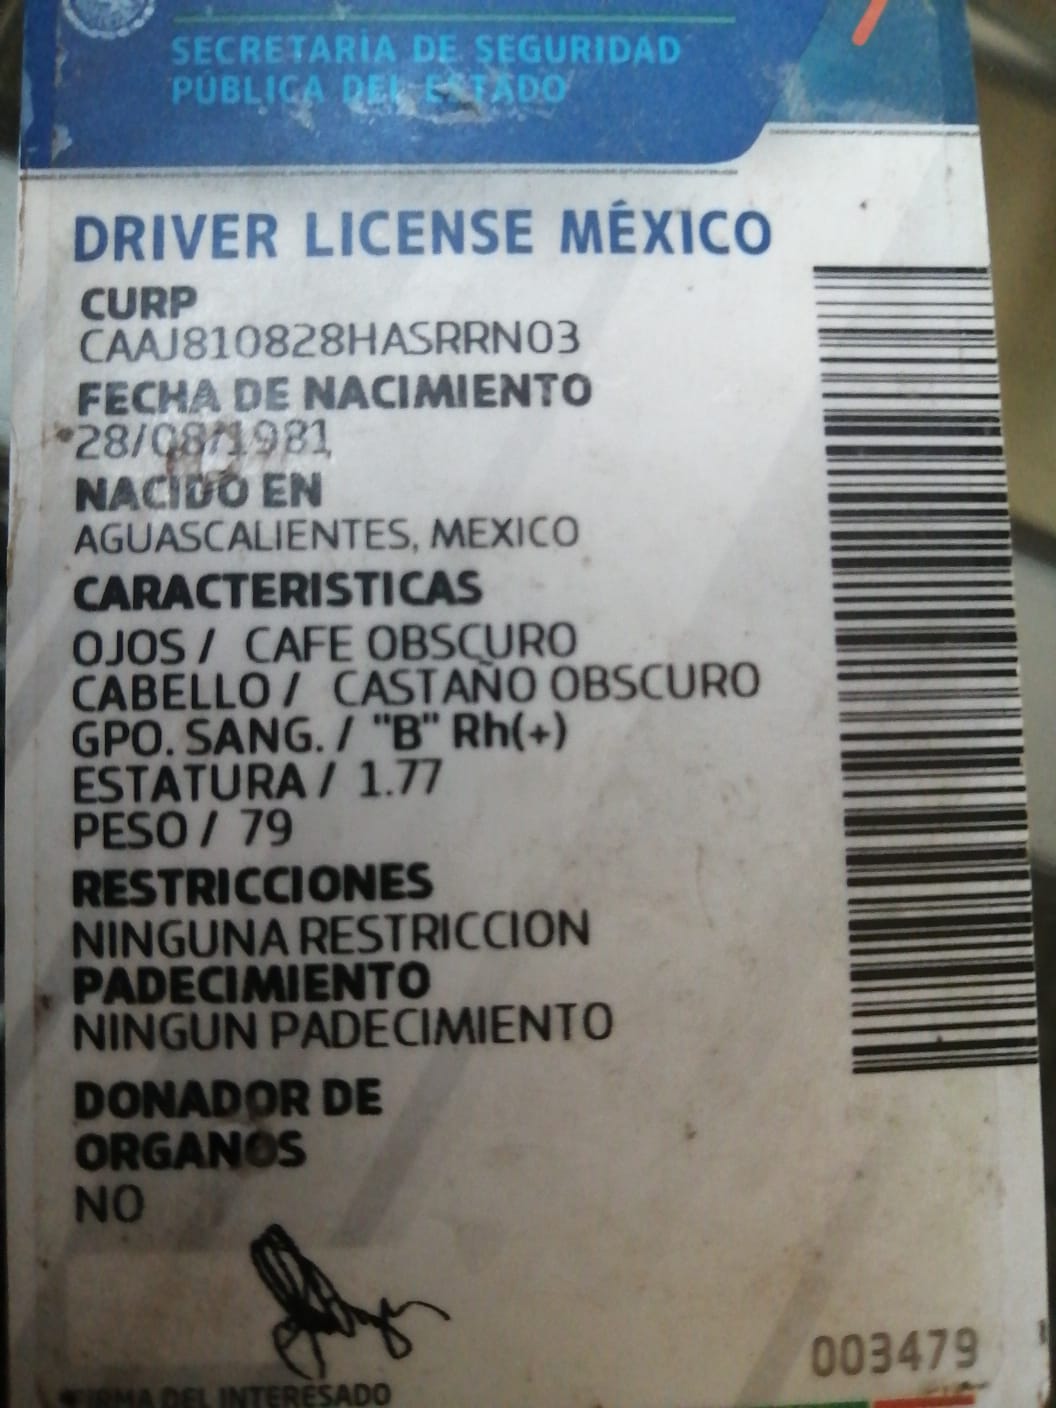 SECRETARÍA DE SEGURIDAD
PÚBLICA DEL ESTADO
DRIVER LICENSE MÉXICO
CURP
CAAJ810828HASRRN03
FECHA DE NACIMIENTO
28/08/1981
NACIDO EN
AGUASCALIENTES, MEXICO
CARACTERISTICAS
OJOS / CAFE OBSCURO
CABELLO / CASTAÑO OBSCURO
GPO. SANG. / "B" Rh(+)
ESTATURA / 1.77
PESO / 79
RESTRICCIONES
NINGUNA RESTRICCION
PADECIMIENTO
NINGUN PADECIMIENTO
DONADOR DE
ORGANOS
NO
003479
FIRMA DEL INTERESADO